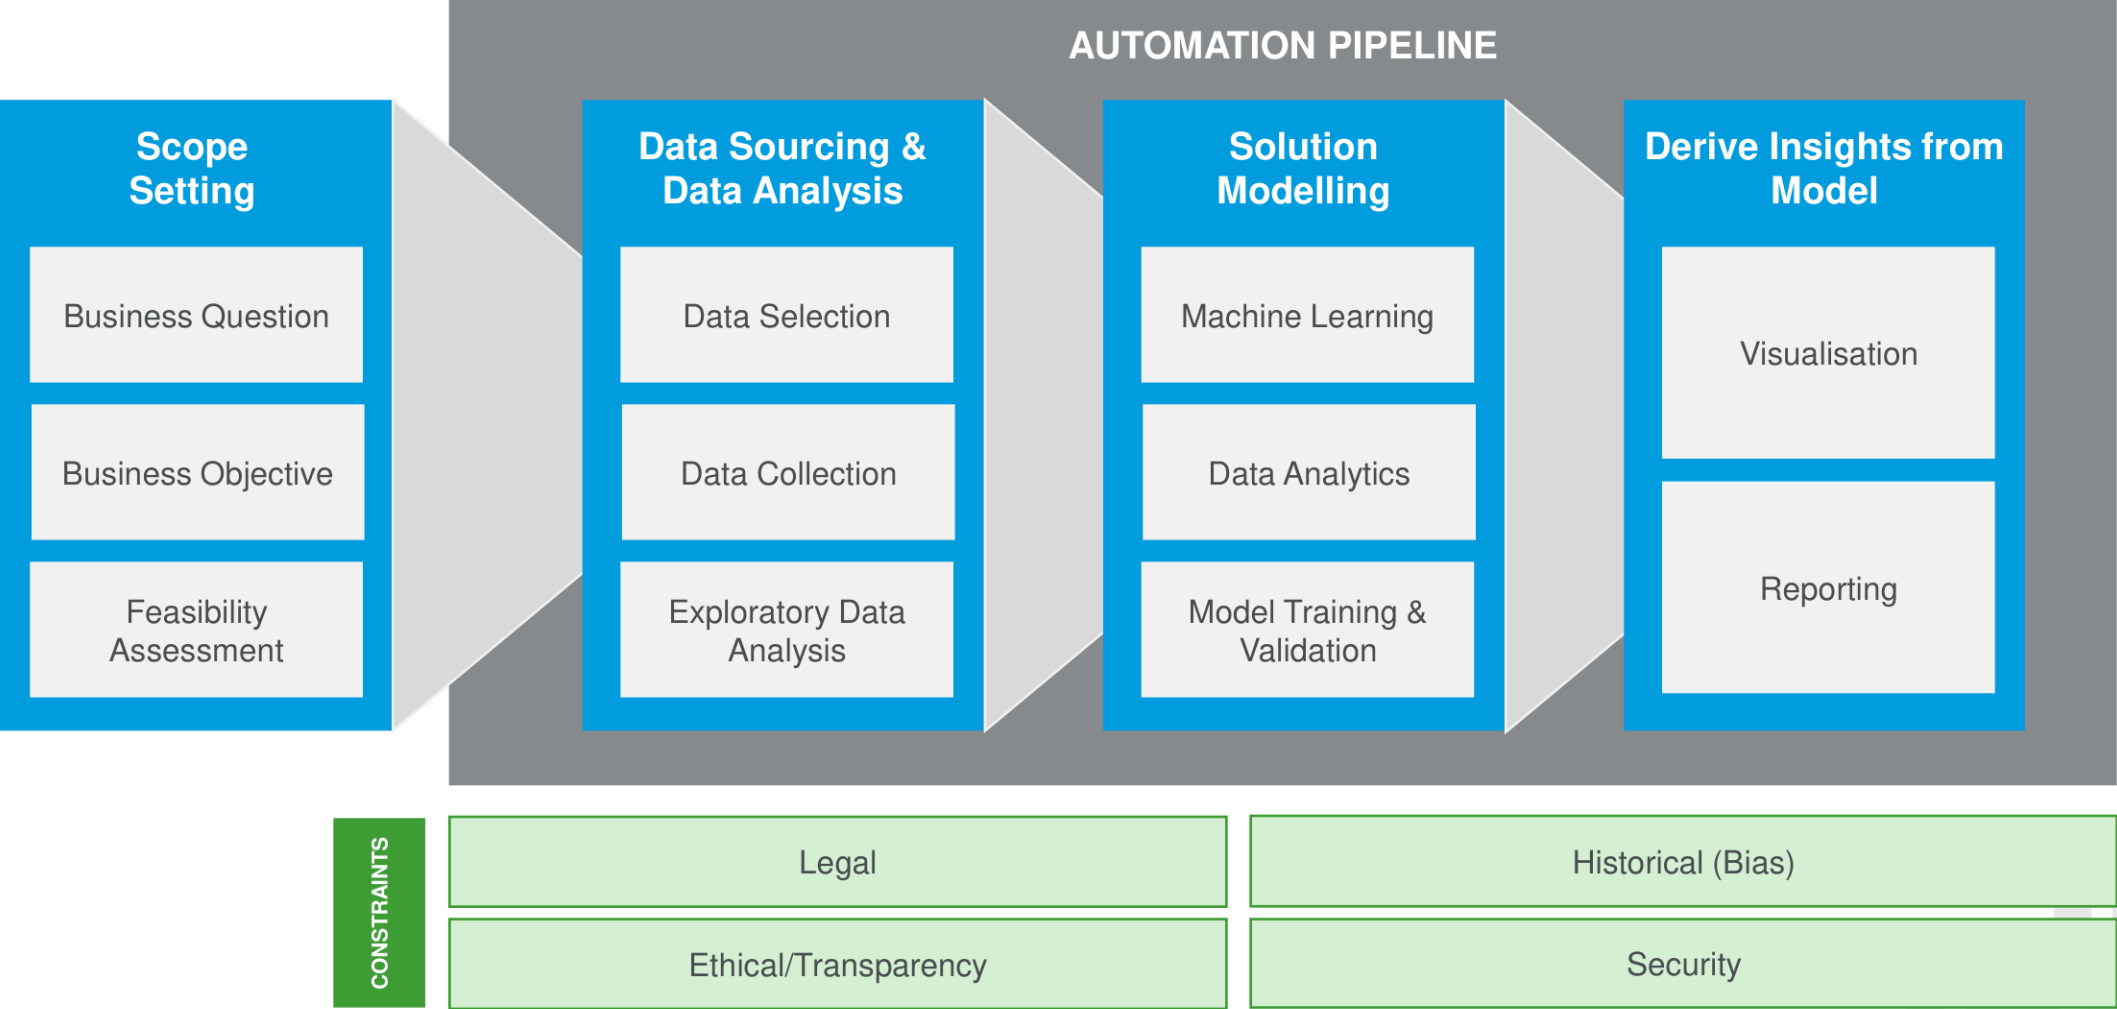 AUTOMATION PIPELINE
Scope
Setting
Business Question
Business Objective
Feasibility
Assessment
Data Sourcing &
Data Analysis
Data Selection
Data Collection
Exploratory Data
Analysis
Solution
Modelling
Machine Learning
Data Analytics
Model Training &
Validation
Derive Insights from
Model
Visualisation
Reporting
CONSTRAINTS
Legal
Historical (Bias)
Ethical/Transparency
Security